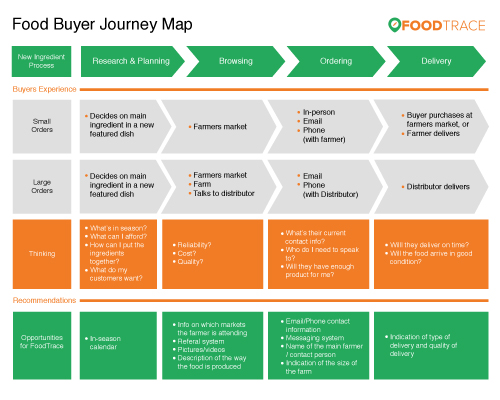 Food Buyer Journey Map
FOODTRACE
New Ingredient
Process
Research & Planning
Browsing
Ordering
Delivery
Buyers Experience
Small
Orders
• Decides on main
ingredient in a new
featured dish
• Farmers market
• In-person
• Email
• Phone
(with farmer)
• Buyer purchases at
farmers market, or
• Farmer delivers
Large
Orders
• Decides on main
ingredient in a new
featured dish
• Farmers market
• Farm
• Talks to distributor
• Email
• Phone
(with Distributor)
• Distributor delivers
Thinking
• What's in season?
• What can I afford?
• How can I put the
ingredients
together?
• What do my
customers want?
• Reliability?
• Cost?
• Quality?
• What's their current
contact info?
• Who do I need to speak
to?
• Will they have enough
product for me?
• Willl they deliver on time?
• Will the food arrive in good
condition?
Recommendations
Opportunities
for FoodTrace
• In-season
calendar
• Info on which markets
the farmer is attending
• Referal system
• Pictures/videos
• Description of the way
the food is produced
• Email/Phone contact
information
• Messaging system
• Name of the main farmer
/ contact person
• Indication of the size of
the farm
• Indication of type of
delivery and quality of
delivery